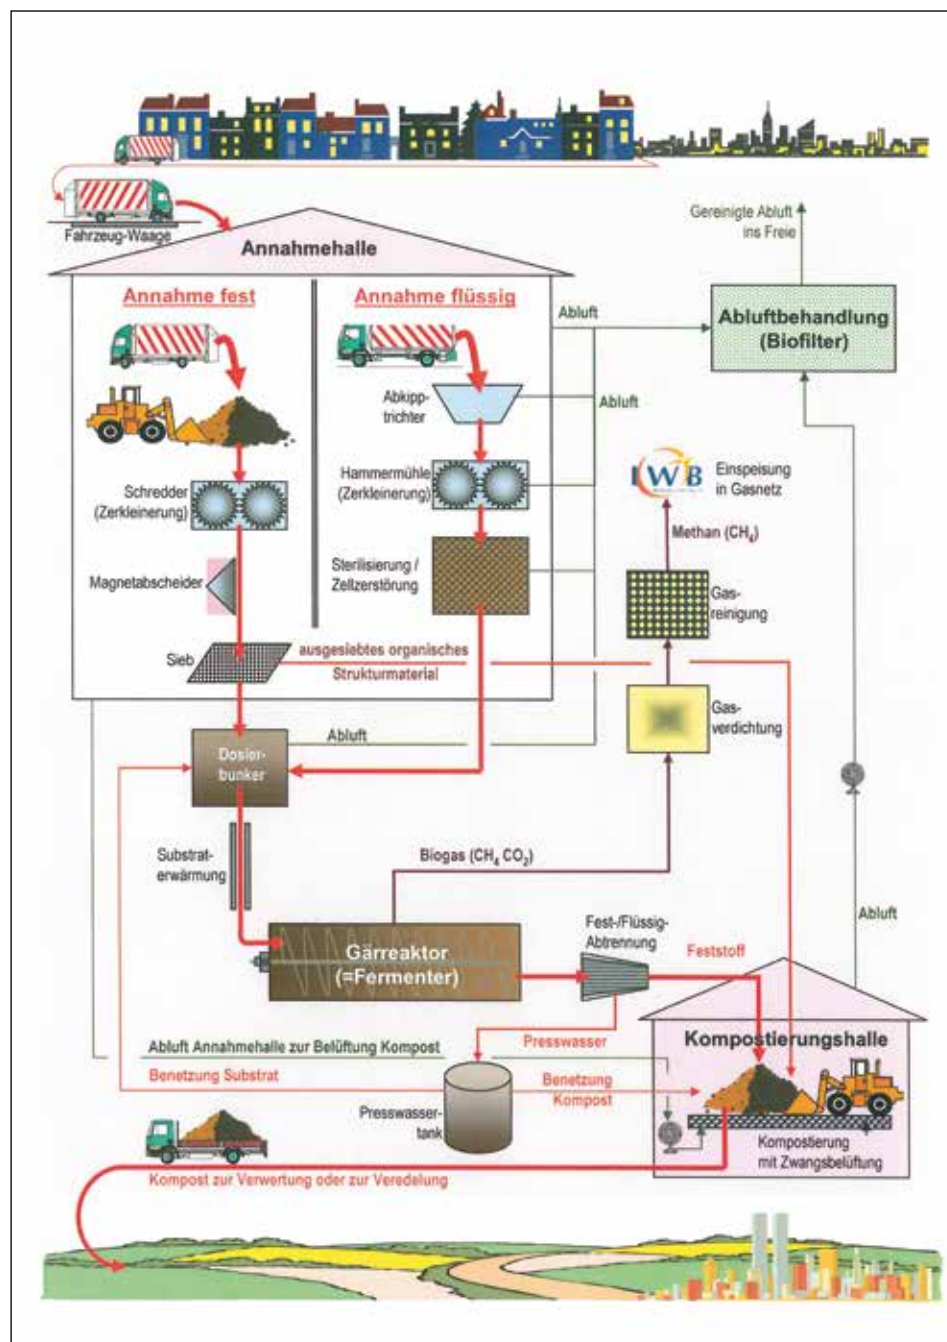 Fahrzeug-Waage
Annahmehalle
Gereinigte Abluft
ins Freie
Annahme fest
Annahme flüssig
Abluft
Abluftbehandlung
(Biofilter)
Abkipp-
trichter
Abluft
Schredder
(Zerkleinerung)
Hammermühle
(Zerkleinerung)
IWB
Einspeisung
in Gasnetz
Methan (CH₄)
Magnetabscheider
Sterilisierung /
Zellzerstörung
Gas-
reinigung
Sieb
ausgesiebtes organisches
Strukturmaterial
Gas-
verdichtung
Abluft
Dosier-
bunker
Substrat-
erwärmung
Biogas (CH₄ CO₂)
Abluft
Gärreaktor
(=Fermenter)
Fest-/Flüssig-
Abtrennung
Feststoff
Presswasser
Kompostierungshalle
Abluft Annahmehalle zur Belüftung Kompost
Benetzung Substrat
Benetzung
Kompost
Presswasser-
tank
Kompostierung
mit Zwangsbelüftung
Kompost zur Verwertung oder zur Veredelung